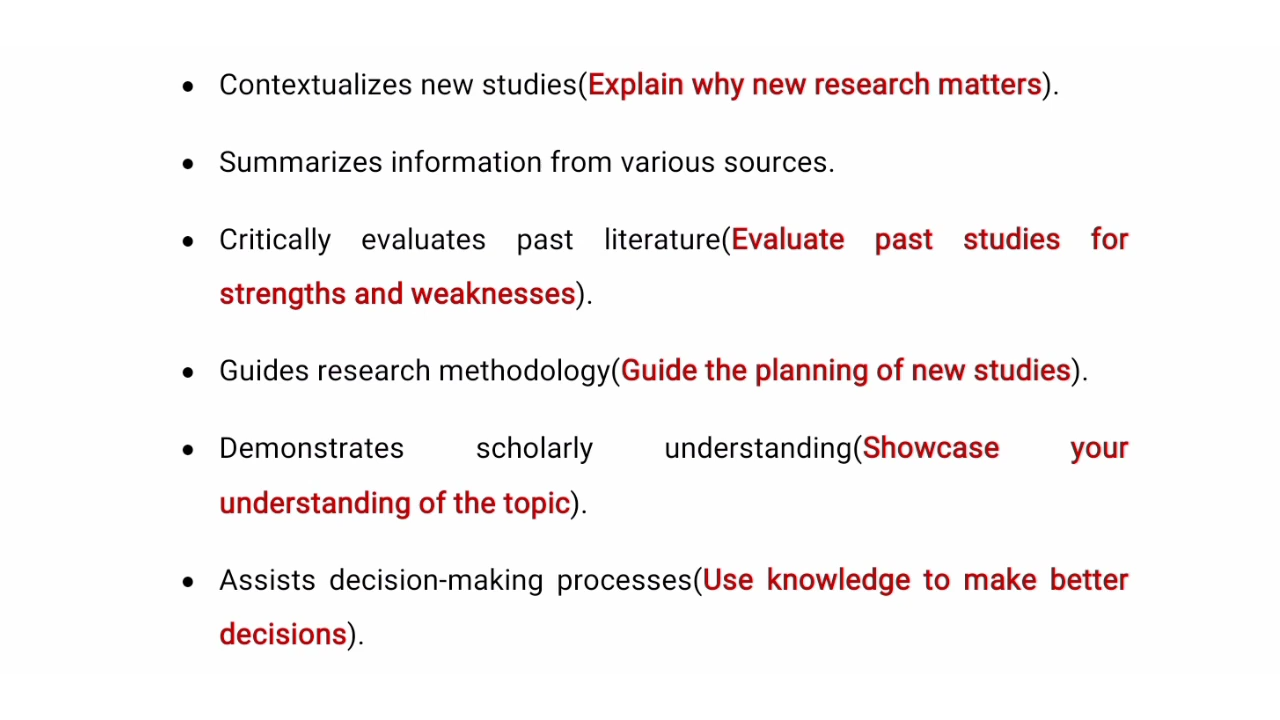 • Contextualizes new studies(Explain why new research matters).
• Summarizes information from various sources.
• Critically evaluates past literature(Evaluate past studies for
strengths and weaknesses).
• Guides research methodology(Guide the planning of new studies).
• Demonstrates scholarly understanding(Showcase your
understanding of the topic).
• Assists decision-making processes(Use knowledge to make better
decisions).